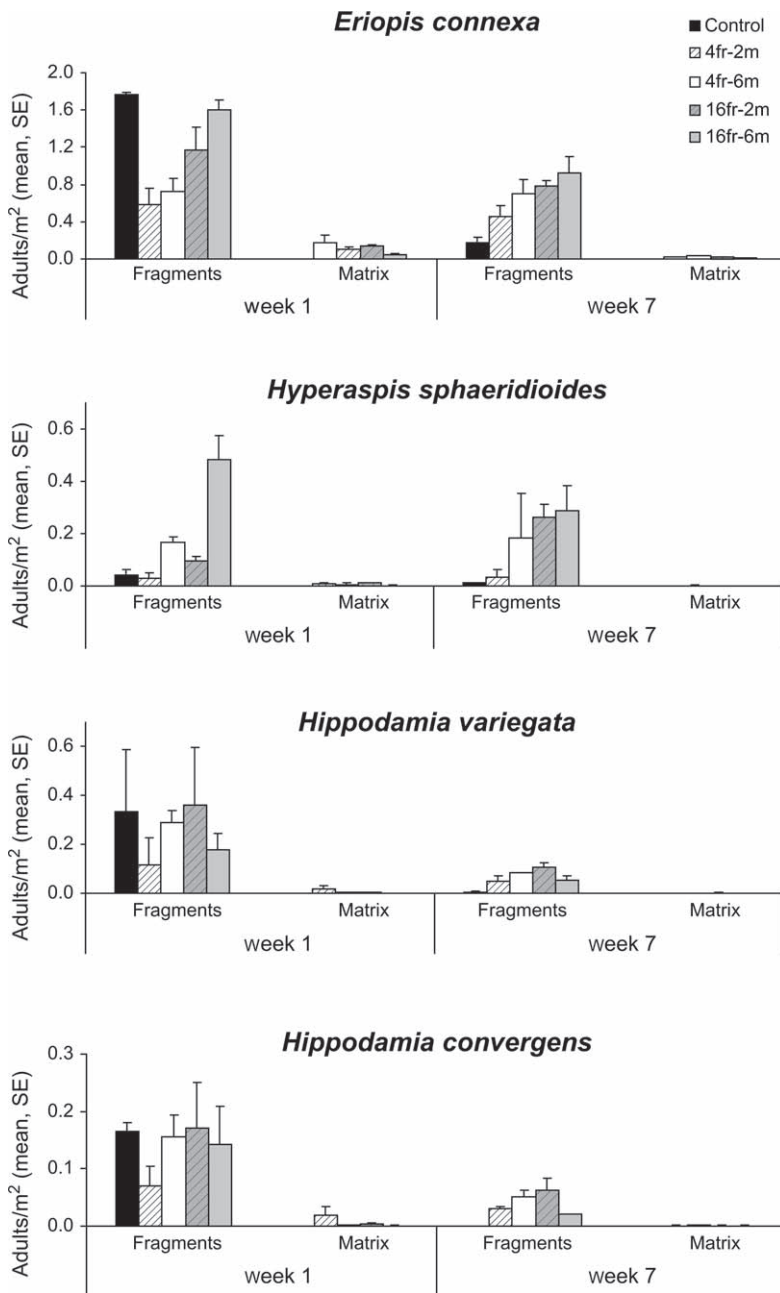 Eriopis connexa
Control
4fr-2m
4fr-6m
16fr-2m
16fr-6m
Adults/m² (mean, SE)
2.0
1.6
1.2
0.8
0.4
0.0
Fragments
Matrix
Fragments
Matrix
week 1
week 7
Hyperaspis sphaeridioides
Adults/m² (mean, SE)
0.6
0.4
0.2
0.0
Fragments
Matrix
Fragments
Matrix
week 1
week 7
Hippodamia variegata
Adults/m² (mean, SE)
0.6
0.4
0.2
0.0
Fragments
Matrix
Fragments
Matrix
week 1
week 7
Hippodamia convergens
Adults/m² (mean, SE)
0.3
0.2
0.1
0.0
Fragments
Matrix
Fragments
Matrix
week 1
week 7